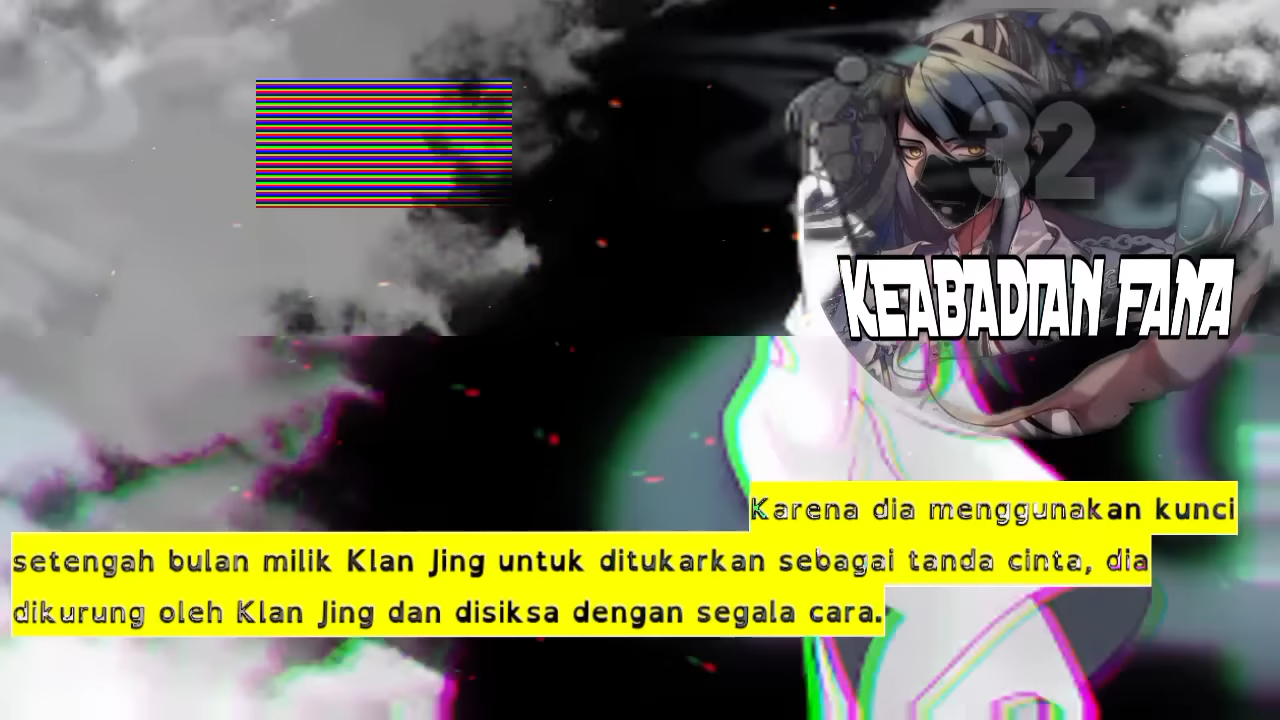 32
KEABADIAN FANA
Karena dia menggunakan kunci
setengah bulan milik Klan Jing untuk ditukarkan sebagai tanda cinta, dia
dikurung oleh Klan Jing dan disiksa dengan segala cara.